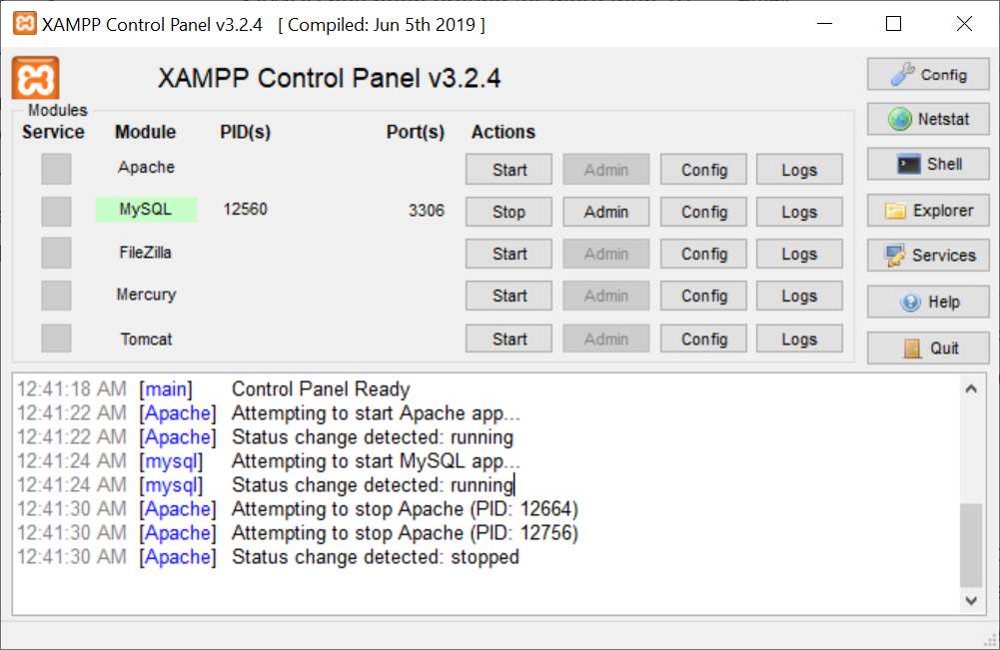 XAMPP Control Panel v3.2.4 [ Compiled: Jun 5th 2019 ]
XAMPP Control Panel v3.2.4
Config
Modules
Netstat
Service Module PID(s) Port(s) Actions
Apache Start Admin Config Logs
Shell
MySQL 12560 3306 Stop Admin Config Logs
Explorer
FileZilla Start Admin Config Logs
Services
Mercury Start Admin Config Logs
Help
Tomcat Start Admin Config Logs
Quit
12:41:18 AM [main] Control Panel Ready
12:41:22 AM [Apache] Attempting to start Apache app...
12:41:22 AM [Apache] Status change detected: running
12:41:24 AM [mysql] Attempting to start MySQL app...
12:41:24 AM [mysql] Status change detected: running
12:41:30 AM [Apache] Attempting to stop Apache (PID: 12664)
12:41:30 AM [Apache] Attempting to stop Apache (PID: 12756)
12:41:30 AM [Apache] Status change detected: stopped